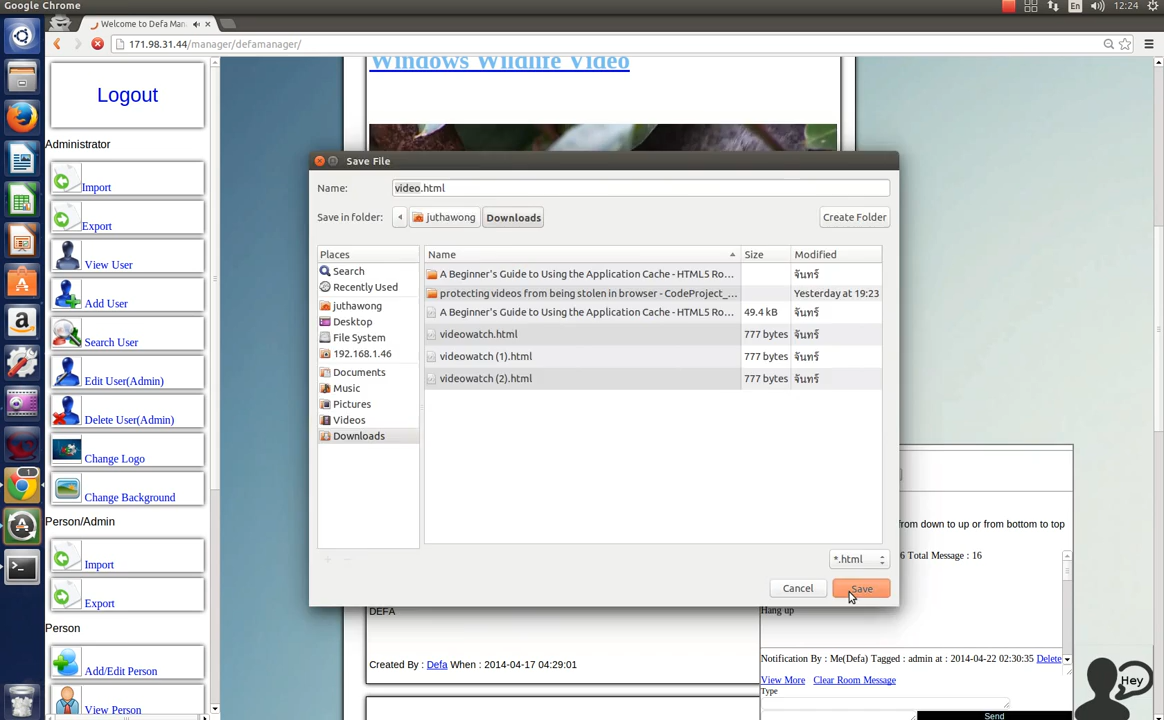 Google Chrome
En
12:24
Welcome to Defa Man
171.98.31.44/manager/defamanager/
Logout
Administrator
Import
Export
View User
Add User
Search User
Edit User(Admin)
Delete User(Admin)
Change Logo
Change Background
Person/Admin
Import
Export
Person
Add/Edit Person
View Person
Windows Wildlife Video
Save File
Name:
video.html
Save in folder:
juthawong
Downloads
Create Folder
Places
Search
Recently Used
juthawong
Desktop
File System
192.168.1.46
Documents
Music
Pictures
Videos
Downloads
Name Size Modified
A Beginner's Guide to Using the Application Cache - HTML5 Ro... จันทร์
protecting videos from being stolen in browser - CodeProject_... Yesterday at 19:23
A Beginner's Guide to Using the Application Cache - HTML5 Ro... 49.4 kB จันทร์
videowatch.html 777 bytes จันทร์
videowatch (1).html 777 bytes จันทร์
videowatch (2).html 777 bytes จันทร์
*.html
Cancel
Save
DEFA
Created By : Defa When : 2014-04-17 04:29:01
from down to up or from bottom to top
6 Total Message : 16
Hang up
Notification By : Me(Defa) Tagged : admin at : 2014-04-22 02:30:35 Delete
View More Clear Room Message
Type
Send
Hey
1